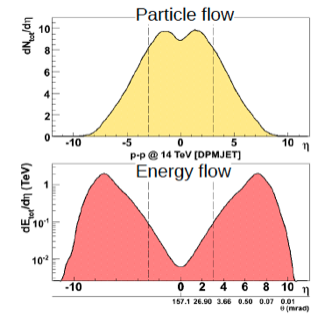 Particle flow
dN_tot/dη
10
8
6
4
2
0
-10 -5 0 5 10 η
p-p @ 14 TeV [DPMJET]
Energy flow
dE_tot/dη (TeV)
1
10^-1
10^-2
-10 0 2 4 6 8 10 η
157.1 26.90 3.66 0.50 0.07 0.01
θ (mrad)